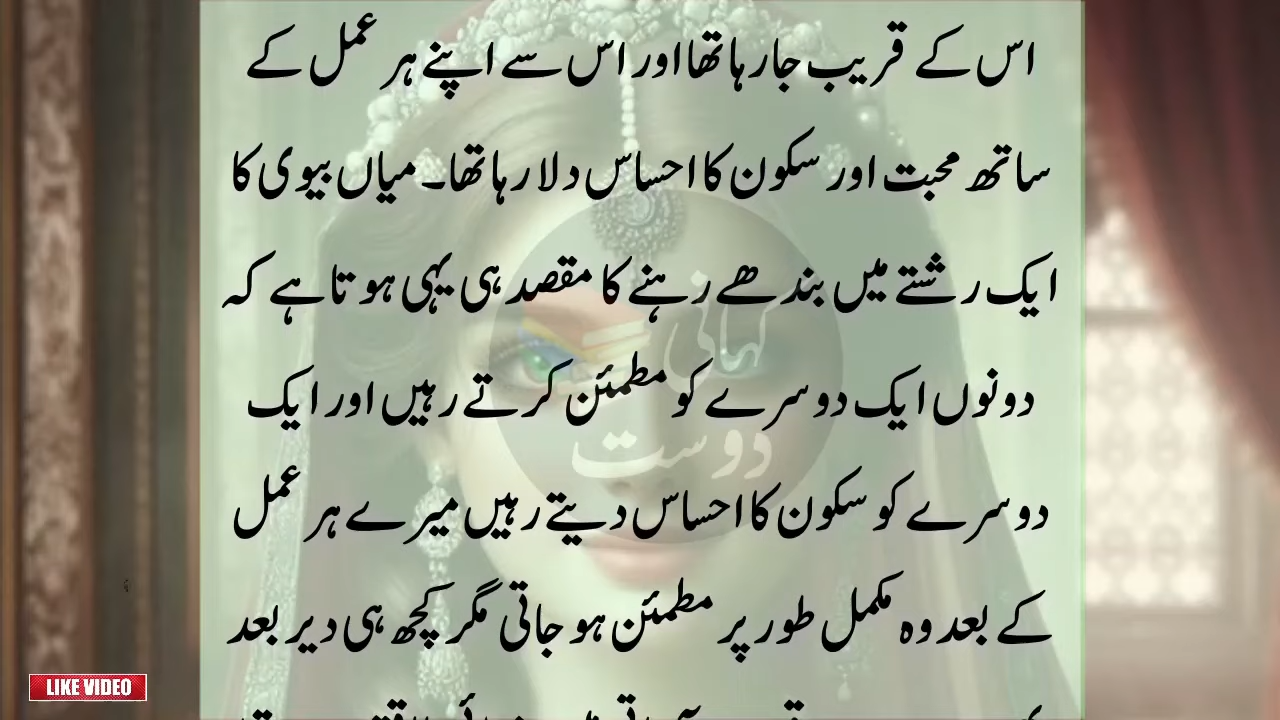 اس کے قریب جا رہا تھا اور اس سے اپنے ہر عمل کے
ساتھ محبت اور سکون کا احساس دلا رہا تھا۔ میاں بیوی کا
ایک رشتے میں بندھے رہنے کا مقصد ہی یہی ہوتا ہے کہ
دونوں ایک دوسرے کو مطمئن کرتے رہیں اور ایک
دوسرے کو سکون کا احساس دیتے رہیں میرے ہر عمل
کے بعد وہ مکمل طور پر مطمئن ہو جاتی مگر کچھ ہی دیر بعد
کہانی
دوست
LIKE VIDEO